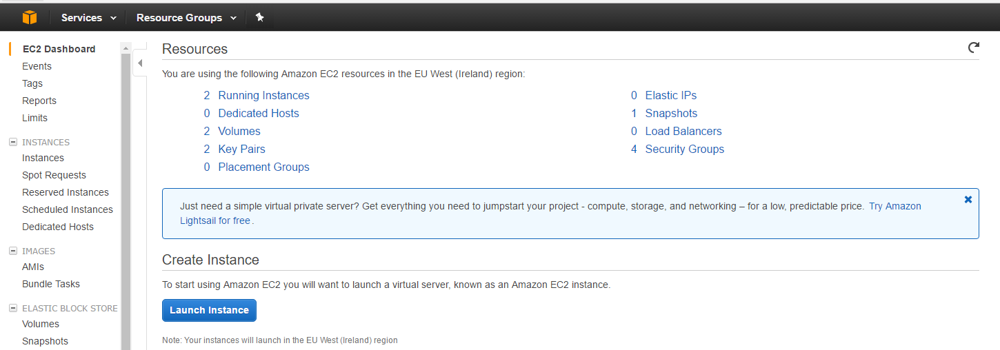 Services Resource Groups
EC2 Dashboard
Events
Tags
Reports
Limits
INSTANCES
Instances
Spot Requests
Reserved Instances
Scheduled Instances
Dedicated Hosts
IMAGES
AMIs
Bundle Tasks
ELASTIC BLOCK STORE
Volumes
Snapshots
Resources
You are using the following Amazon EC2 resources in the EU West (Ireland) region:
2 Running Instances
0 Dedicated Hosts
2 Volumes
2 Key Pairs
0 Placement Groups
0 Elastic IPs
1 Snapshots
0 Load Balancers
4 Security Groups
Just need a simple virtual private server? Get everything you need to jumpstart your project - compute, storage, and networking – for a low, predictable price. Try Amazon
Lightsail for free.
Create Instance
To start using Amazon EC2 you will want to launch a virtual server, known as an Amazon EC2 instance.
Launch Instance
Note: Your instances will launch in the EU West (Ireland) region